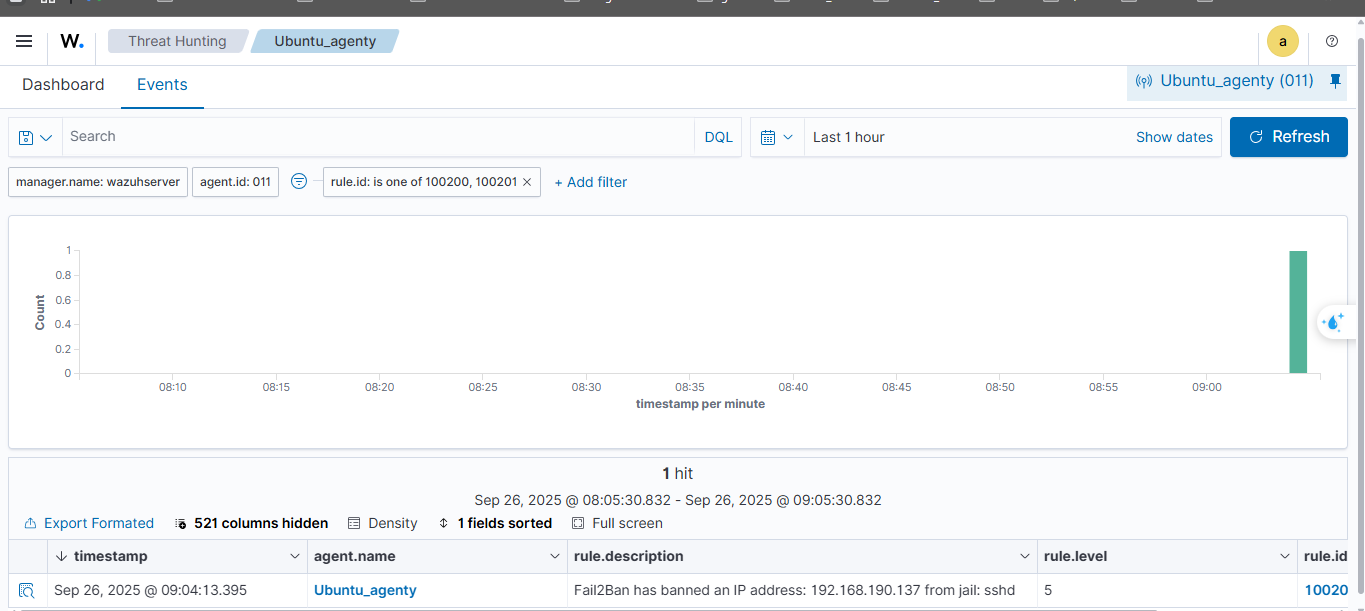 W.
Threat Hunting
Ubuntu_agenty
a
Dashboard
Events
Ubuntu_agenty (011)
Search
DQL
Last 1 hour
Show dates
Refresh
manager.name: wazuhserver
agent.id: 011
rule.id: is one of 100200, 100201
+ Add filter
Count
1
0.8
0.6
0.4
0.2
0
08:10 08:15 08:20 08:25 08:30 08:35 08:40 08:45 08:50 08:55 09:00
timestamp per minute
1 hit
Sep 26, 2025 @ 08:05:30.832 - Sep 26, 2025 @ 09:05:30.832
Export Formated 521 columns hidden Density 1 fields sorted Full screen
timestamp agent.name rule.description rule.level rule.id
Sep 26, 2025 @ 09:04:13.395 Ubuntu_agenty Fail2Ban has banned an IP address: 192.168.190.137 from jail: sshd 5 10020